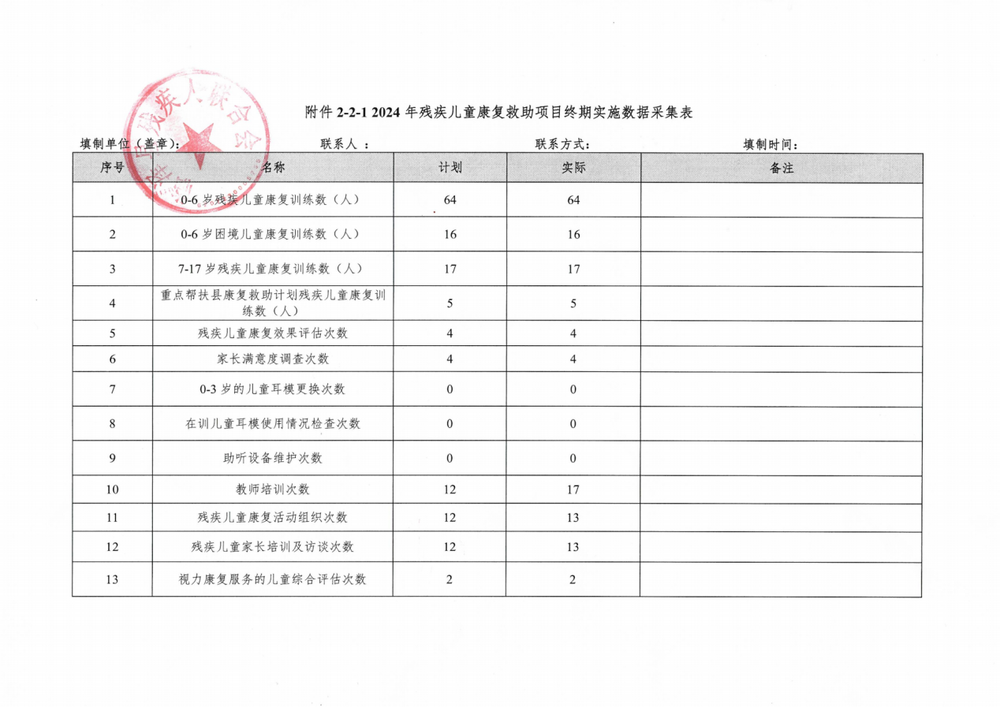 附件 2-2-1 2024 年残疾儿童康复救助项目终期实施数据采集表
填制单位（盖章）： 联系人 ： 联系方式： 填制时间：
残疾人联合会
序号 名称 计划 实际 备注
1 0-6 岁残疾儿童康复训练数（人） 64 64
2 0-6 岁困境儿童康复训练数（人） 16 16
3 7-17 岁残疾儿童康复训练数（人） 17 17
4 重点帮扶县康复救助计划残疾儿童康复训 5 5
练数（人）
5 残疾儿童康复效果评估次数 4 4
6 家长满意度调查次数 4 4
7 0-3 岁的儿童耳模更换次数 0 0
8 在训儿童耳模使用情况检查次数 0 0
9 助听设备维护次数 0 0
10 教师培训次数 12 17
11 残疾儿童康复活动组织次数 12 13
12 残疾儿童家长培训及访谈次数 12 13
13 视力康复服务的儿童综合评估次数 2 2